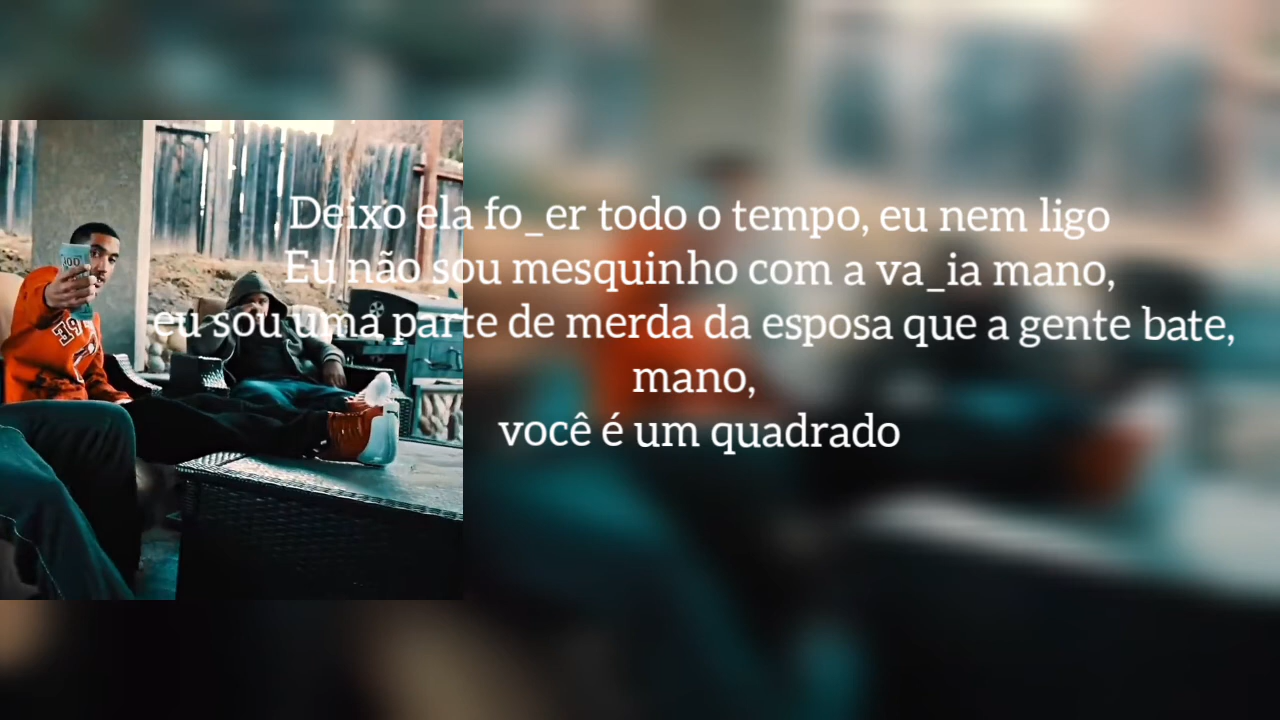 Deixo ela fo_er todo o tempo, eu nem ligo
Eu não sou mesquinho com a va_ia mano,
eu sou uma parte de merda da esposa que a gente bate,
mano,
você é um quadrado
100